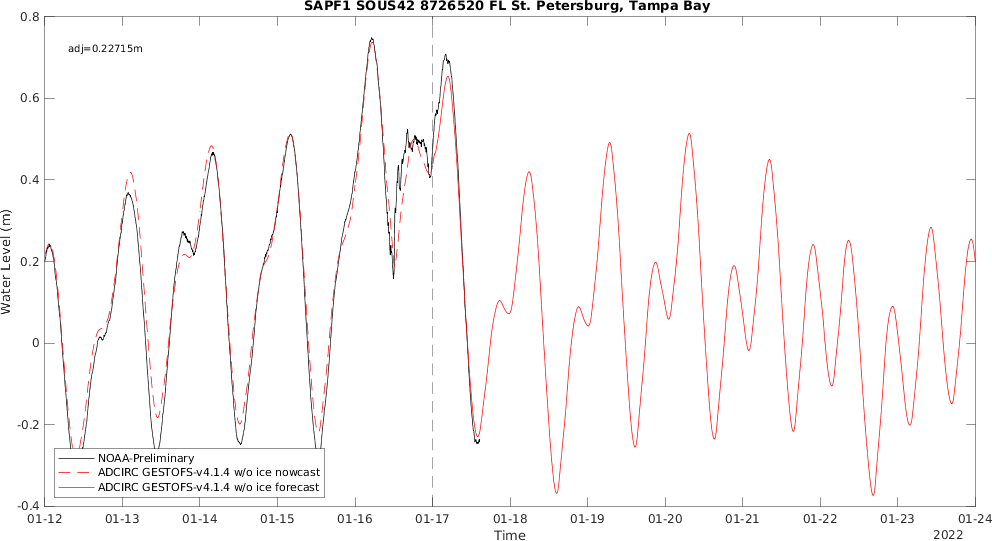 SAPF1 SOUS42 8726520 FL St. Petersburg, Tampa Bay
adj=0.22715m
0.8
0.6
0.4
0.2
0
-0.2
-0.4
Water Level (m)
NOAA-Preliminary
ADCIRC GESTOFS-v4.1.4 w/o ice nowcast
ADCIRC GESTOFS-v4.1.4 w/o ice forecast
01-12 01-13 01-14 01-15 01-16 01-17 01-18 01-19 01-20 01-21 01-22 01-23 01-24
Time
2022